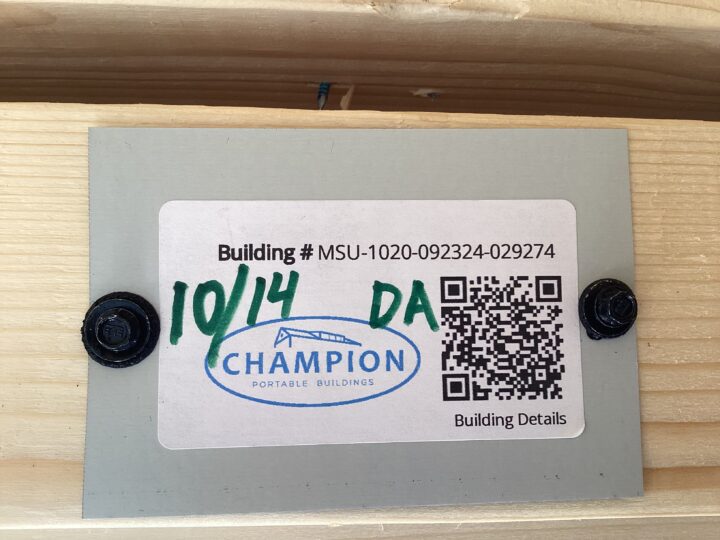 Building # MSU-1020-092324-029274
10/14 DA
CHAMPION
PORTABLE BUILDINGS
Building Details